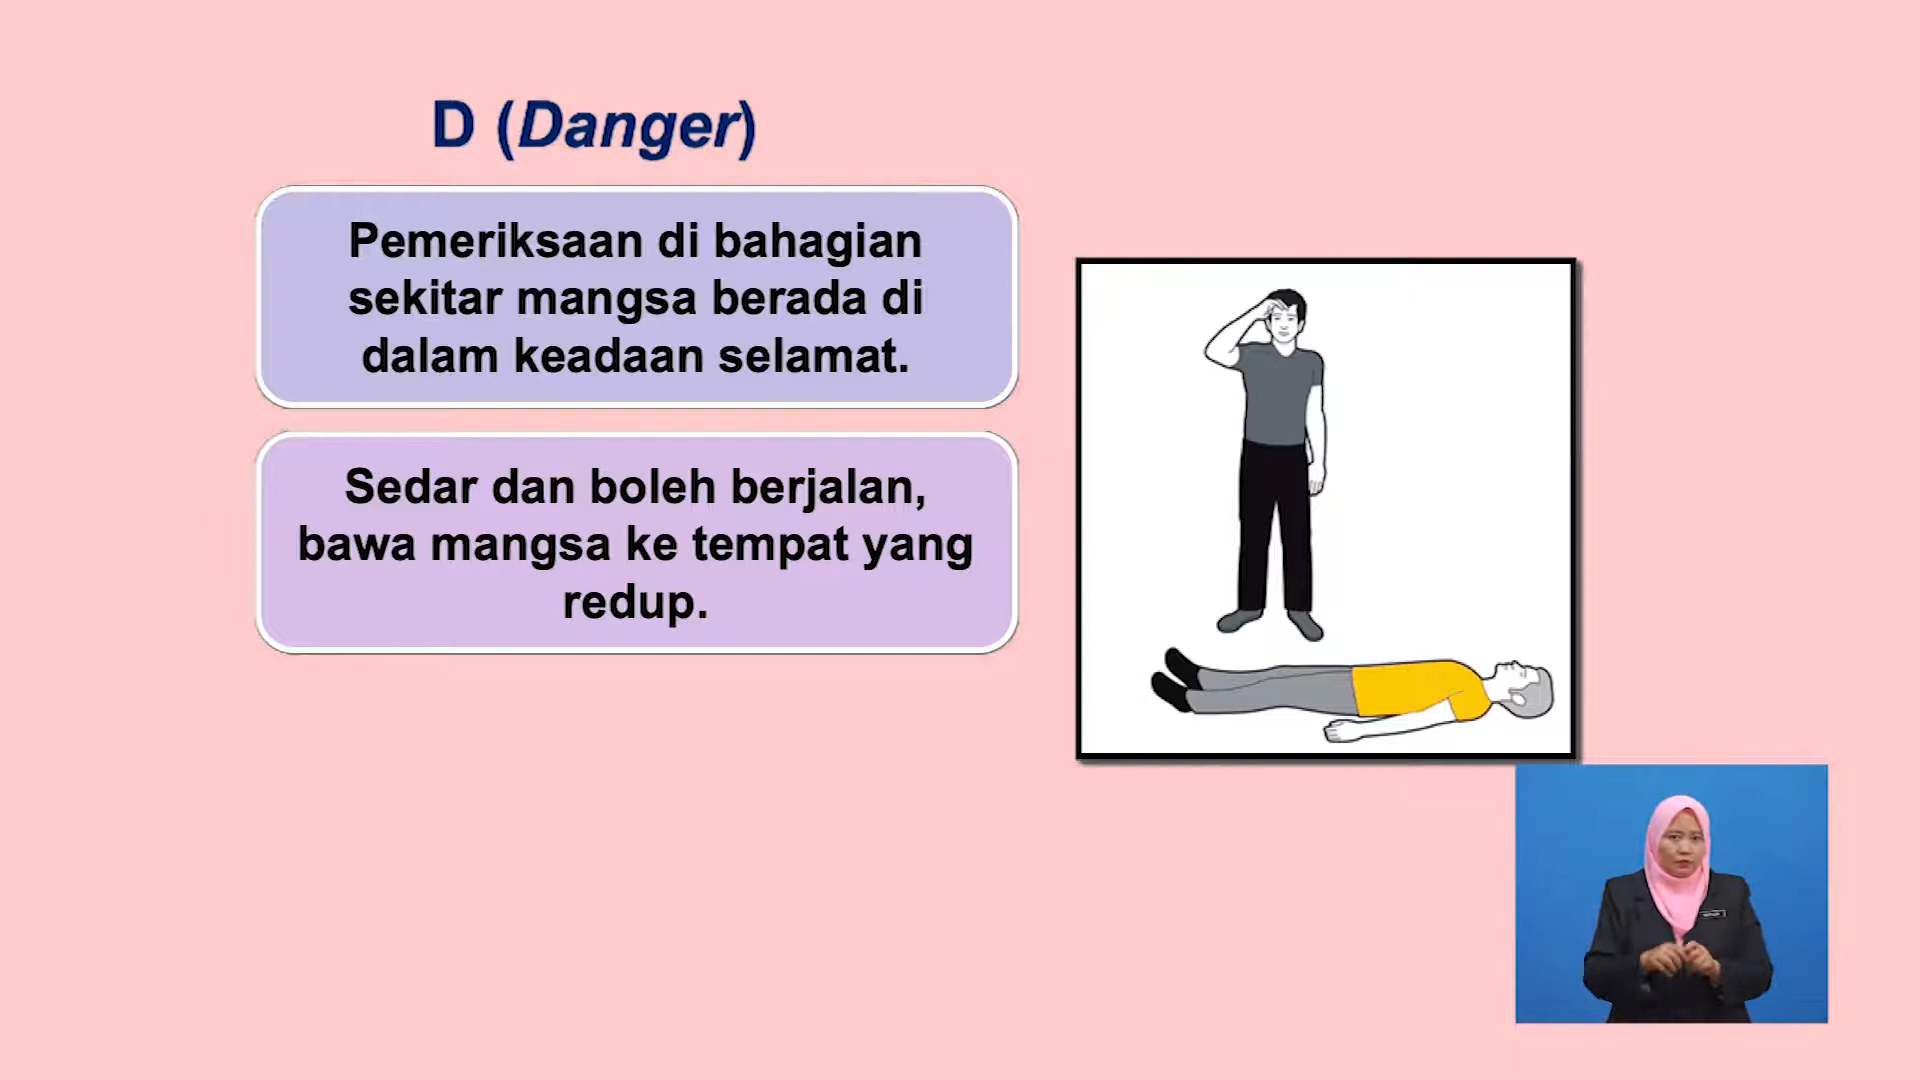 D (Danger)
Pemeriksaan di bahagian
sekitar mangsa berada di
dalam keadaan selamat.
Sedar dan boleh berjalan,
bawa mangsa ke tempat yang
redup.